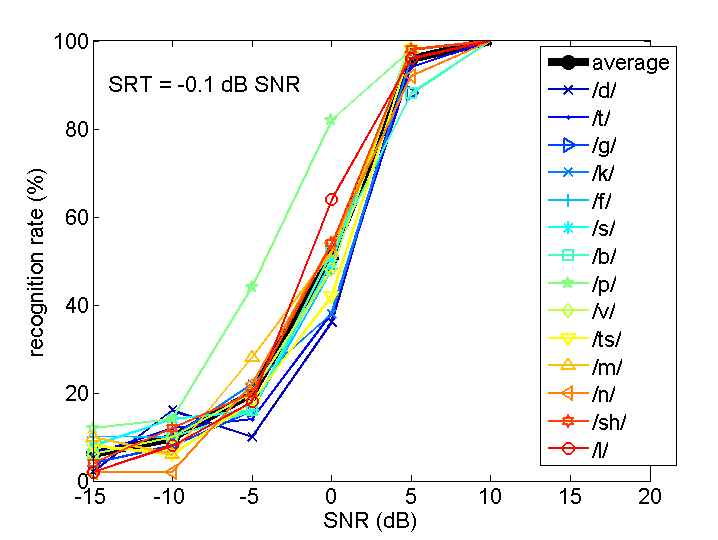 SRT = -0.1 dB SNR
recognition rate (%)
100
80
60
40
20
0
-15
-10
-5
0
5
10
15
20
SNR (dB)
average
/d/
/t/
/g/
/k/
/f/
/s/
/b/
/p/
/v/
/ts/
/m/
/n/
/sh/
/l/